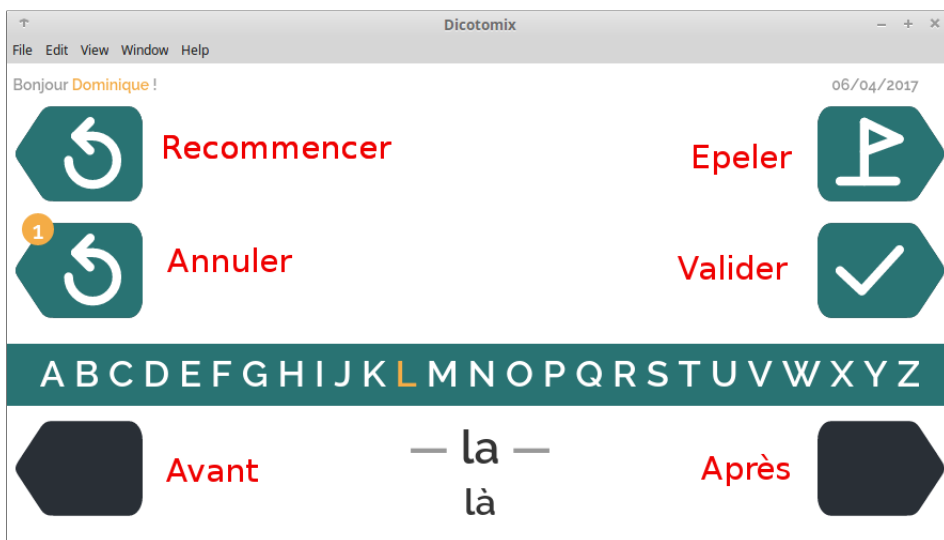 Dicotomix
File Edit View Window Help
Bonjour Dominique !
06/04/2017
Recommencer
Epeler
1
Annuler
Valider
A B C D E F G H I J K L M N O P Q R S T U V W X Y Z
Avant
— la —
Après
là